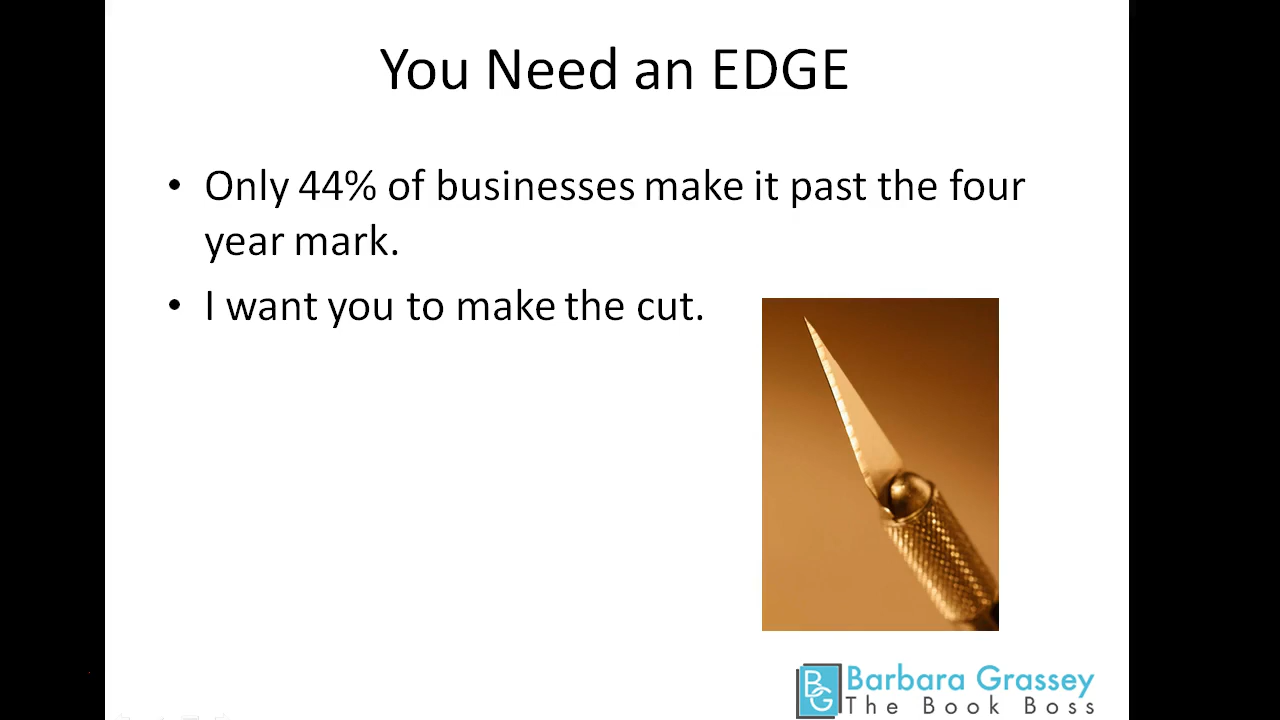 You Need an EDGE
• Only 44% of businesses make it past the four
year mark.
• I want you to make the cut.
BG Barbara Grassey
The Book Boss